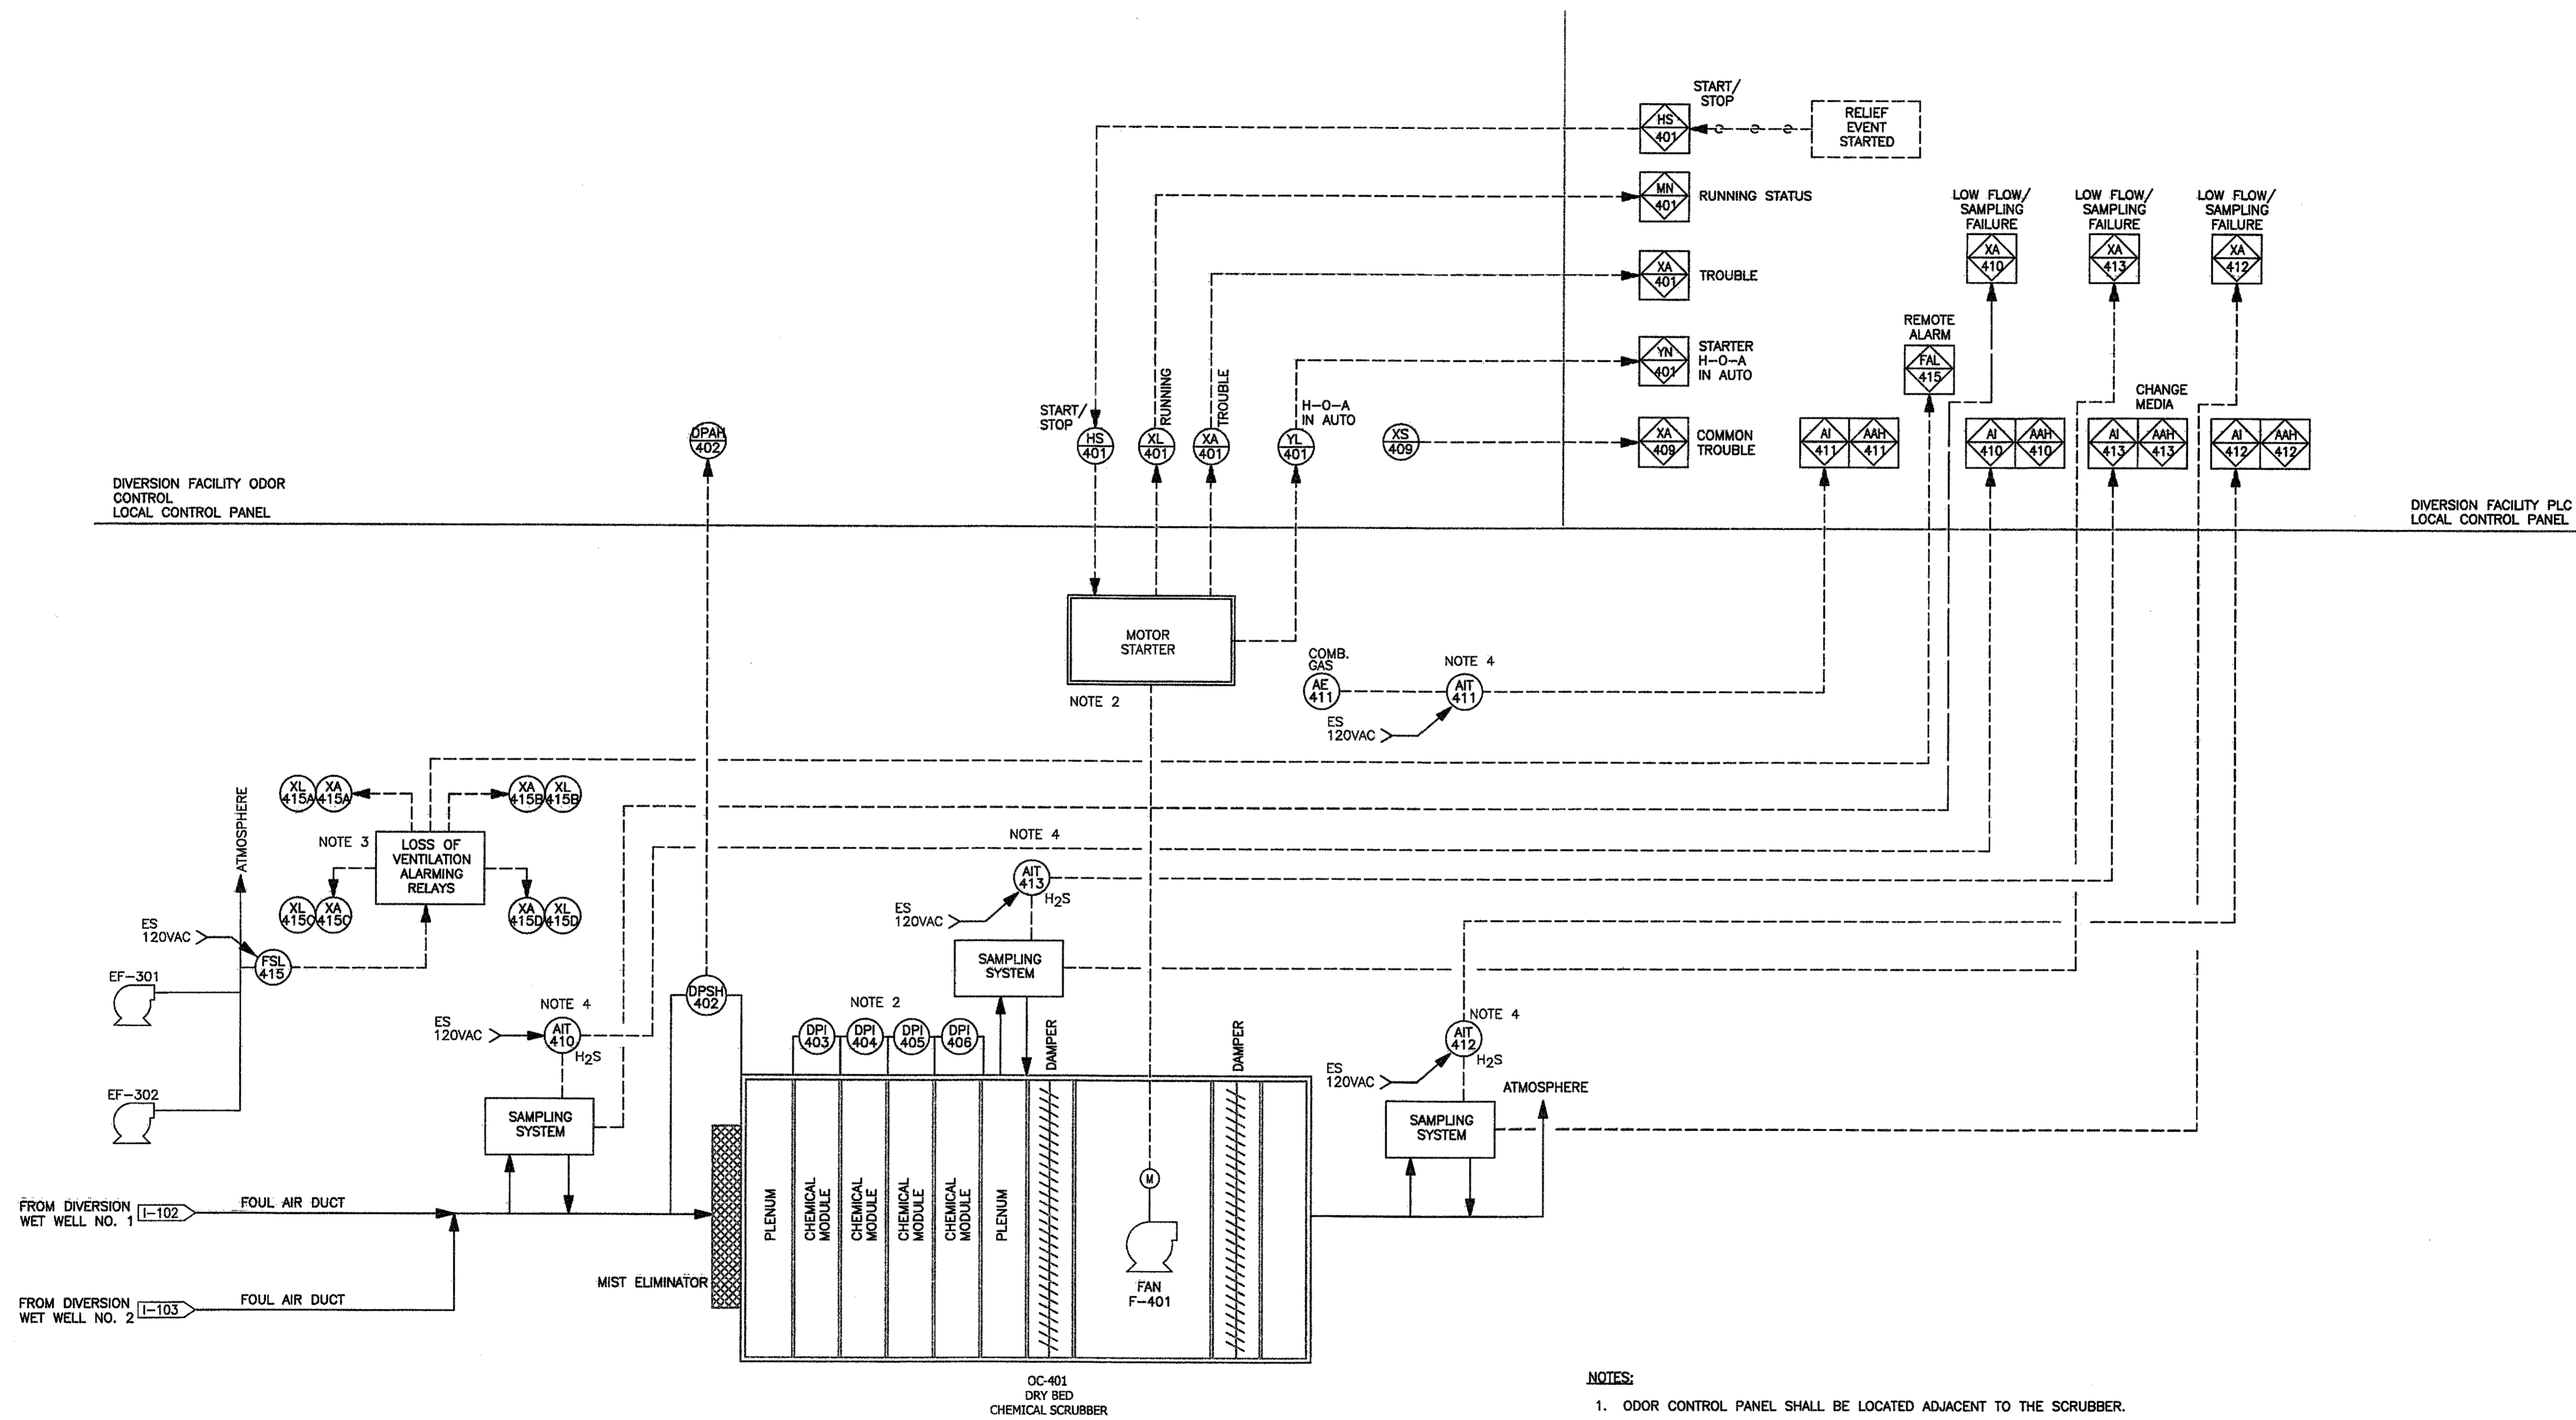 START/
STOP
HS
401
RELIEF
EVENT
STARTED
MN
401
RUNNING STATUS
XA
401
TROUBLE
YN
401
STARTER
H-O-A
IN AUTO
XA
409
COMMON
TROUBLE
LOW FLOW/
SAMPLING
FAILURE
XA
410
LOW FLOW/
SAMPLING
FAILURE
XA
413
LOW FLOW/
SAMPLING
FAILURE
XA
412
REMOTE
ALARM
FAL
415
CHANGE
MEDIA
AI
411
AAH
411
AI
410
AAH
410
AI
413
AAH
413
AI
412
AAH
412
DPAH
402
START/
STOP
HS
401
RUNNING
XL
401
TROUBLE
XA
401
H-O-A
IN AUTO
YL
401
XS
409
DIVERSION FACILITY ODOR
CONTROL
LOCAL CONTROL PANEL
DIVERSION FACILITY PLC
LOCAL CONTROL PANEL
MOTOR
STARTER
NOTE 2
COMB.
GAS
AE
411
NOTE 4
AIT
411
ES
120VAC
ATMOSPHERE
XL
415A
XA
415A
XA
415B
XL
415B
NOTE 3
LOSS OF
VENTILATION
ALARMING
RELAYS
XL
415C
XA
415C
XA
415D
XL
415D
ES
120VAC
FSL
415
EF-301
EF-302
NOTE 4
AIT
413
H2S
ES
120VAC
SAMPLING
SYSTEM
NOTE 4
AIT
410
H2S
ES
120VAC
SAMPLING
SYSTEM
DPSH
402
NOTE 2
DPI
403
DPI
404
DPI
405
DPI
406
DAMPER
DAMPER
NOTE 4
AIT
412
H2S
ES
120VAC
SAMPLING
SYSTEM
ATMOSPHERE
FROM DIVERSION
WET WELL NO. 1
I-102
FOUL AIR DUCT
FROM DIVERSION
WET WELL NO. 2
I-103
FOUL AIR DUCT
MIST ELIMINATOR
PLENUM
CHEMICAL
MODULE
CHEMICAL
MODULE
CHEMICAL
MODULE
CHEMICAL
MODULE
PLENUM
M
FAN
F-401
OC-401
DRY BED
CHEMICAL SCRUBBER
NOTES:
1. ODOR CONTROL PANEL SHALL BE LOCATED ADJACENT TO THE SCRUBBER.